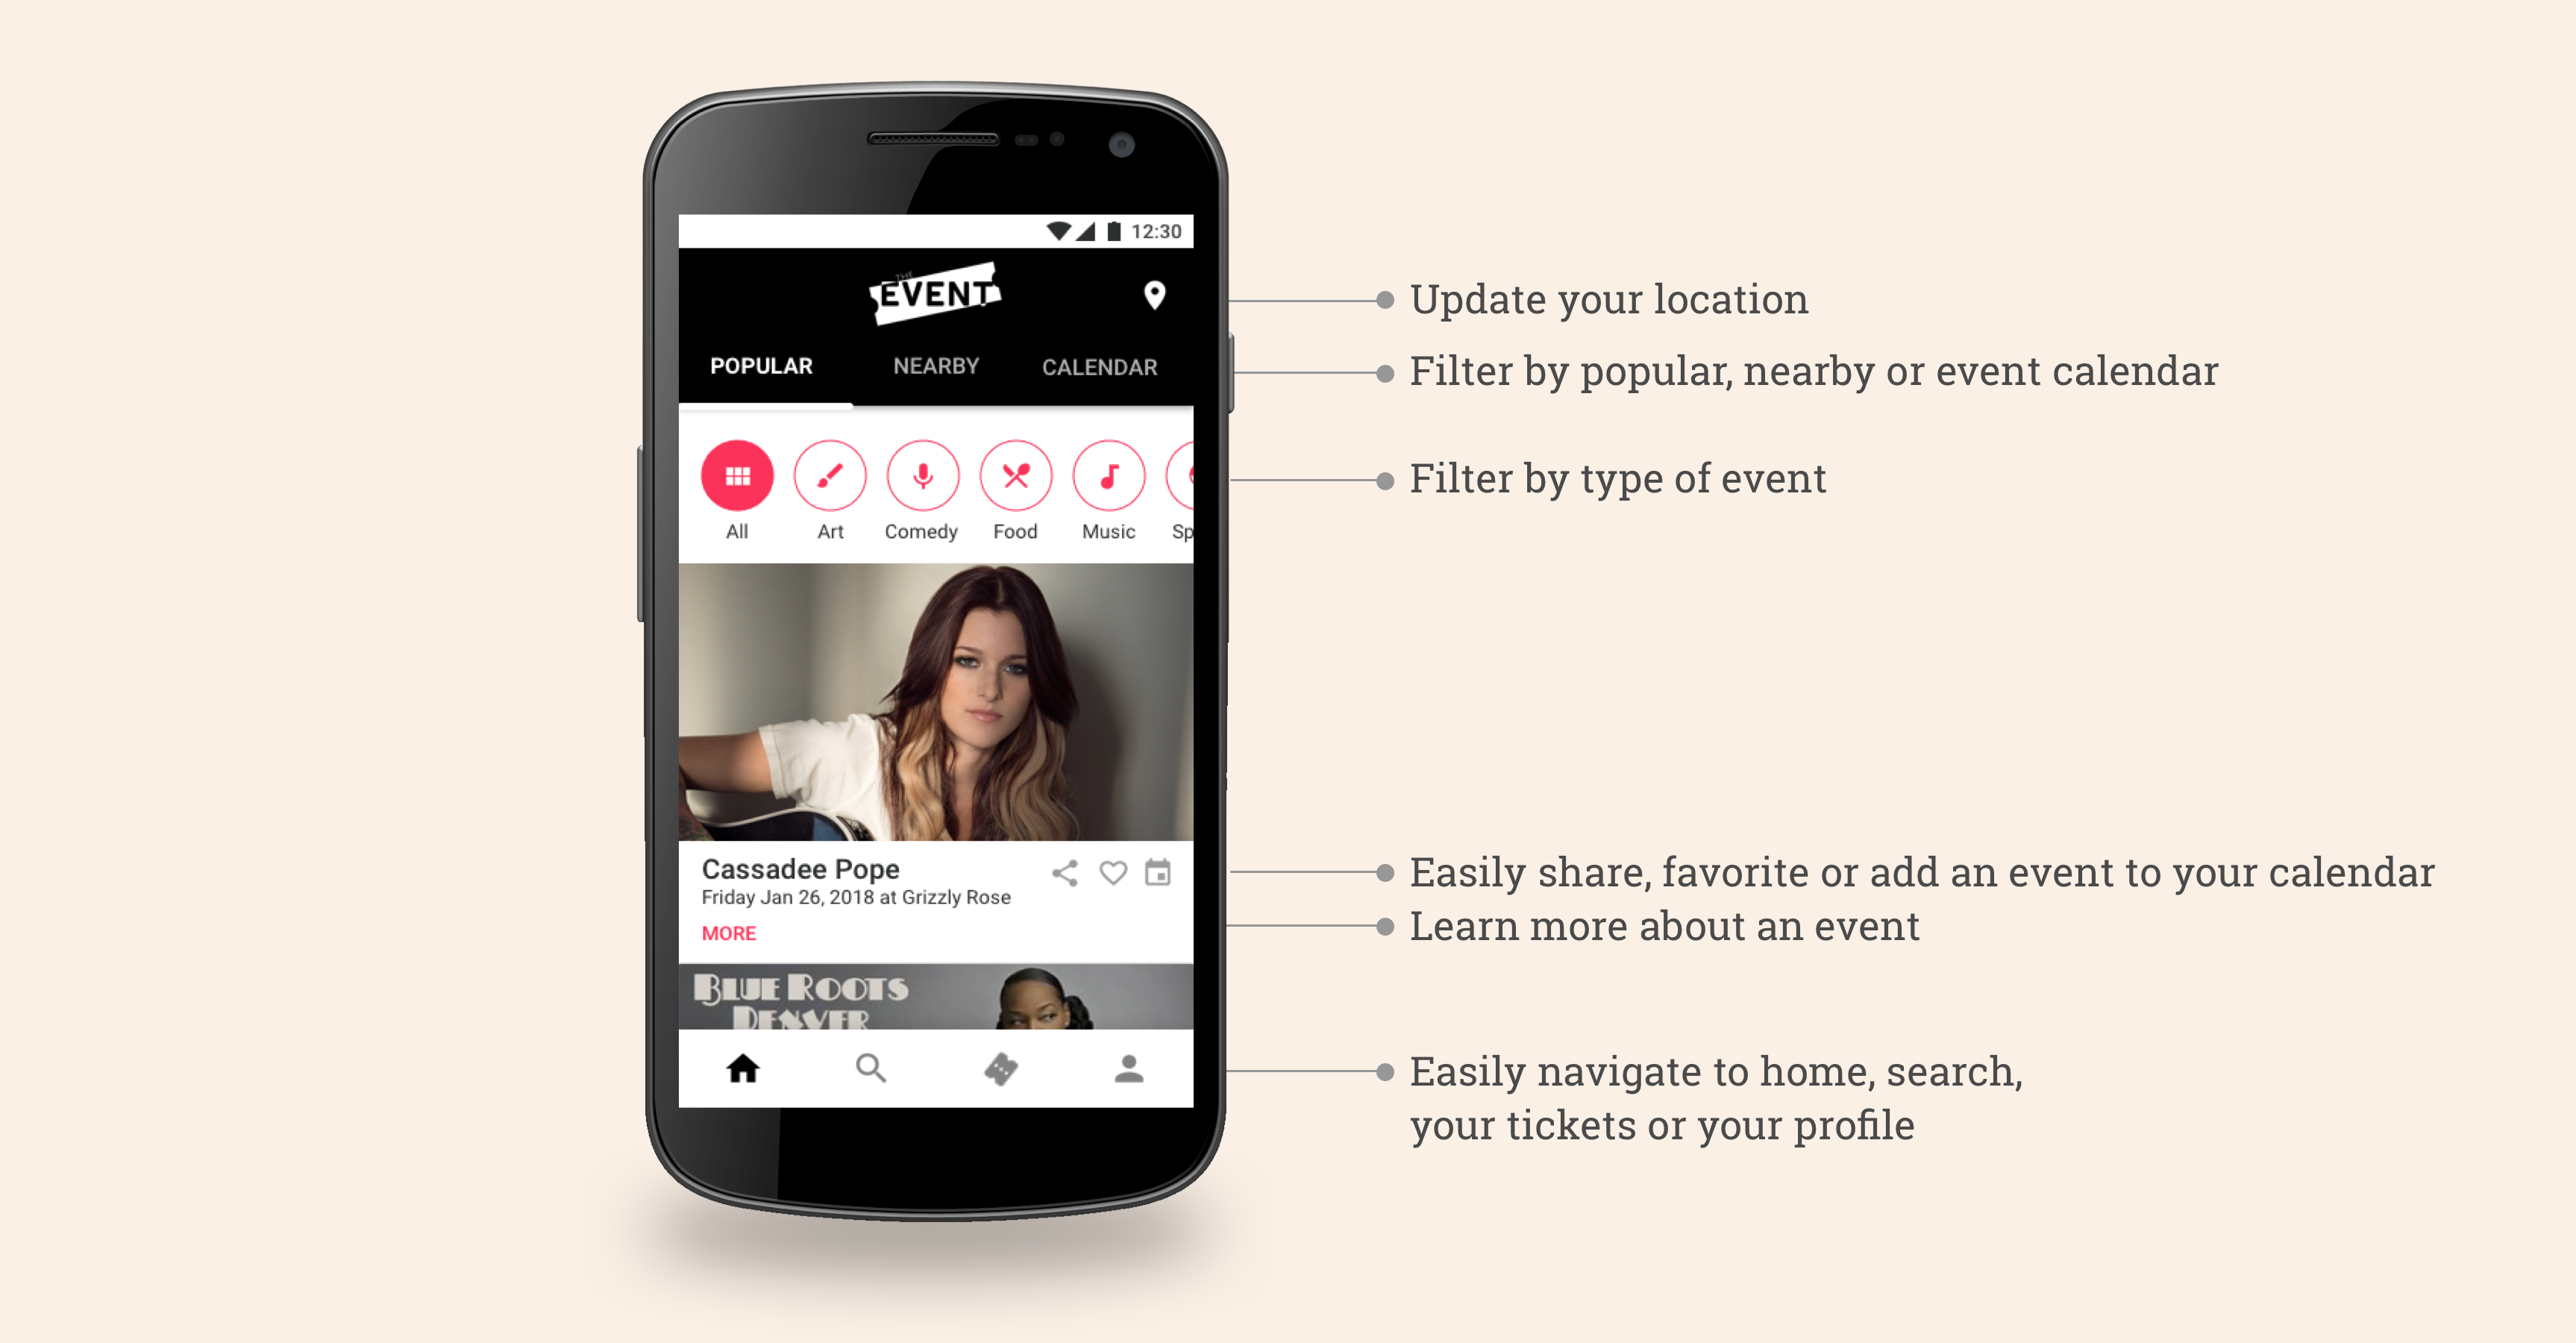 12:30
THE
EVENT
POPULAR NEARBY CALENDAR
All Art Comedy Food Music Sp
Cassadee Pope
Friday Jan 26, 2018 at Grizzly Rose
MORE
BLUE ROOTS
DENVER
Update your location
Filter by popular, nearby or event calendar
Filter by type of event
Easily share, favorite or add an event to your calendar
Learn more about an event
Easily navigate to home, search,
your tickets or your profile